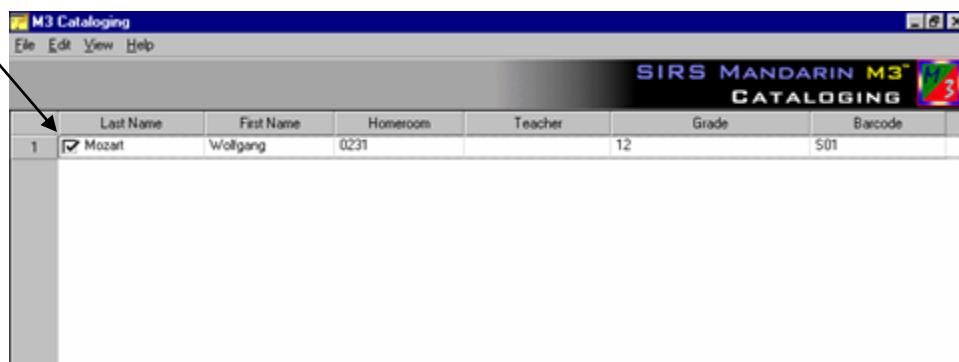 M3 Cataloging
File Edit View Help
SIRS MANDARIN M3™
CATALOGING
M3
Last Name First Name Homeroom Teacher Grade Barcode
1 Mozart Wolfgang 0231 12 S01